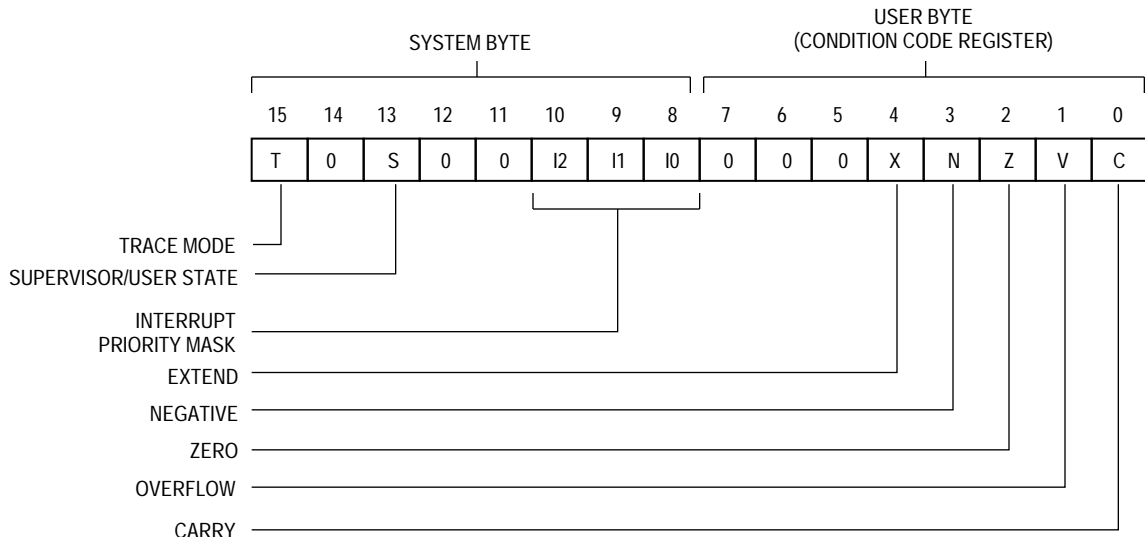 USER BYTE
SYSTEM BYTE
(CONDITION CODE REGISTER)
15 14 13 12 11 10 9 8 7 6 5 4 3 2 1 0
T 0 S 0 0 I2 I1 I0 0 0 0 X N Z V C
TRACE MODE
SUPERVISOR/USER STATE
INTERRUPT
PRIORITY MASK
EXTEND
NEGATIVE
ZERO
OVERFLOW
CARRY